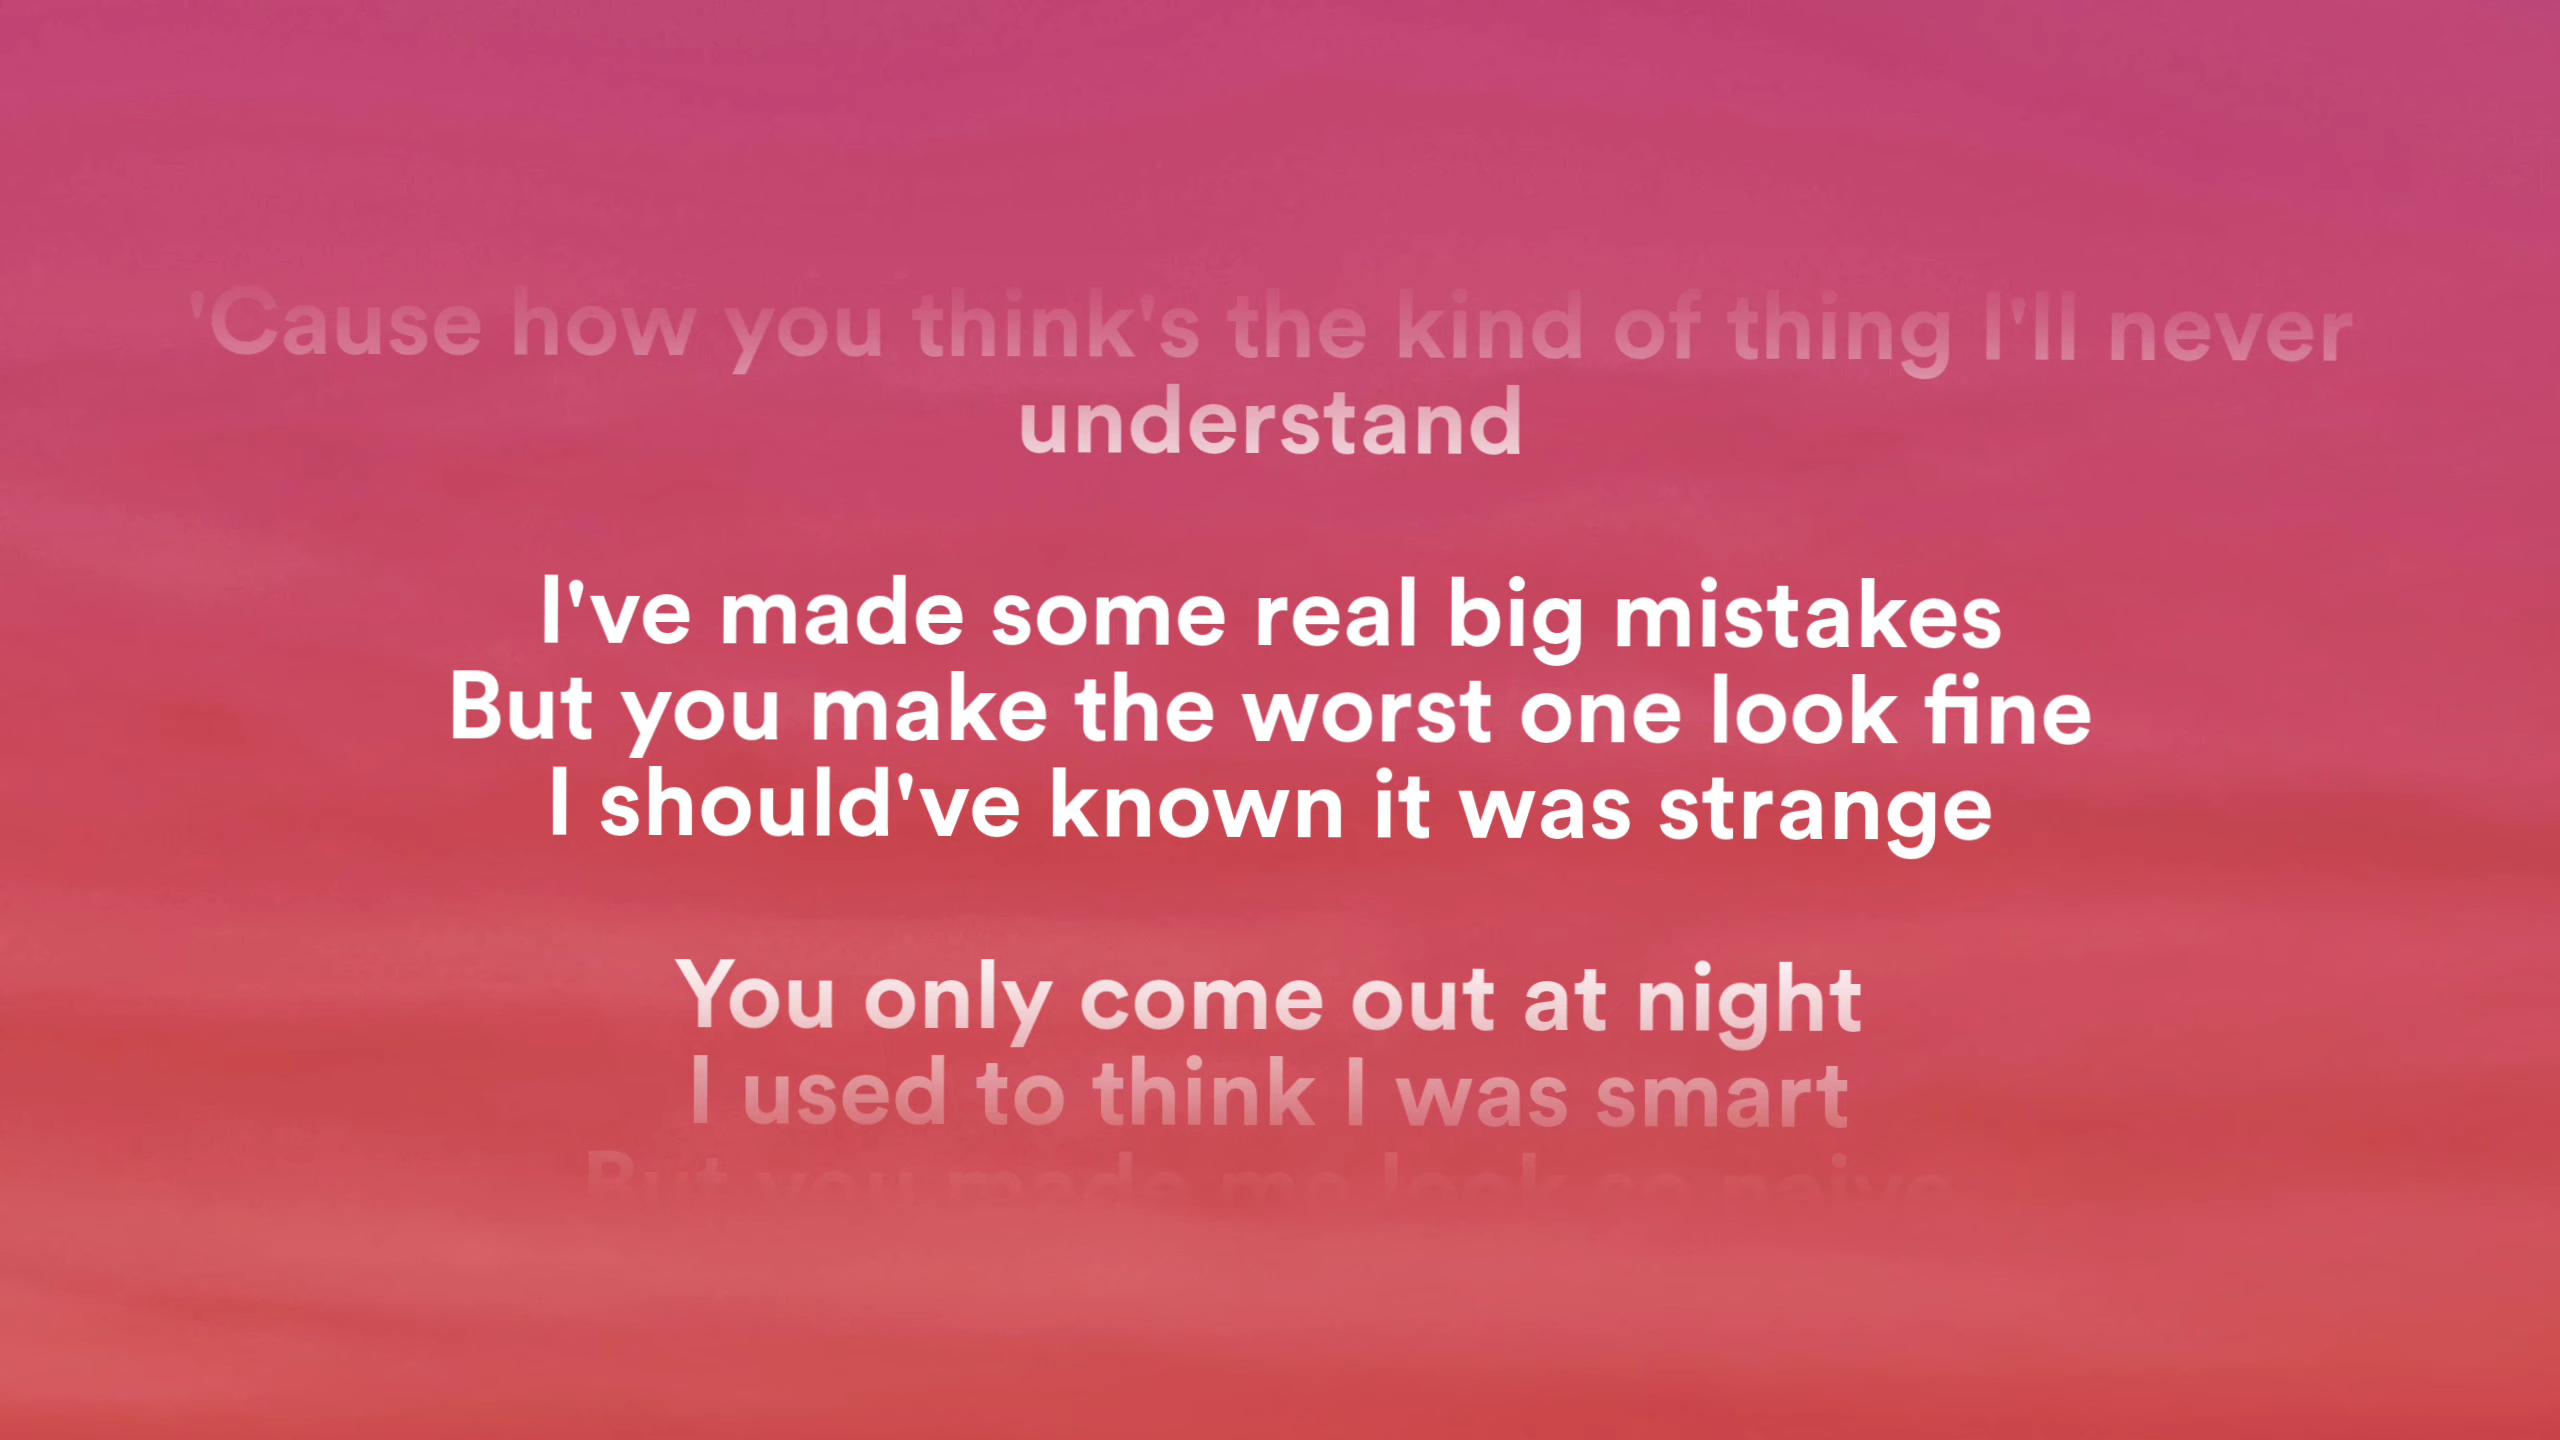 'Cause how you think's the kind of thing I'll never
understand
I've made some real big mistakes
But you make the worst one look fine
I should've known it was strange
You only come out at night
I used to think I was smart
But you made me look so naive